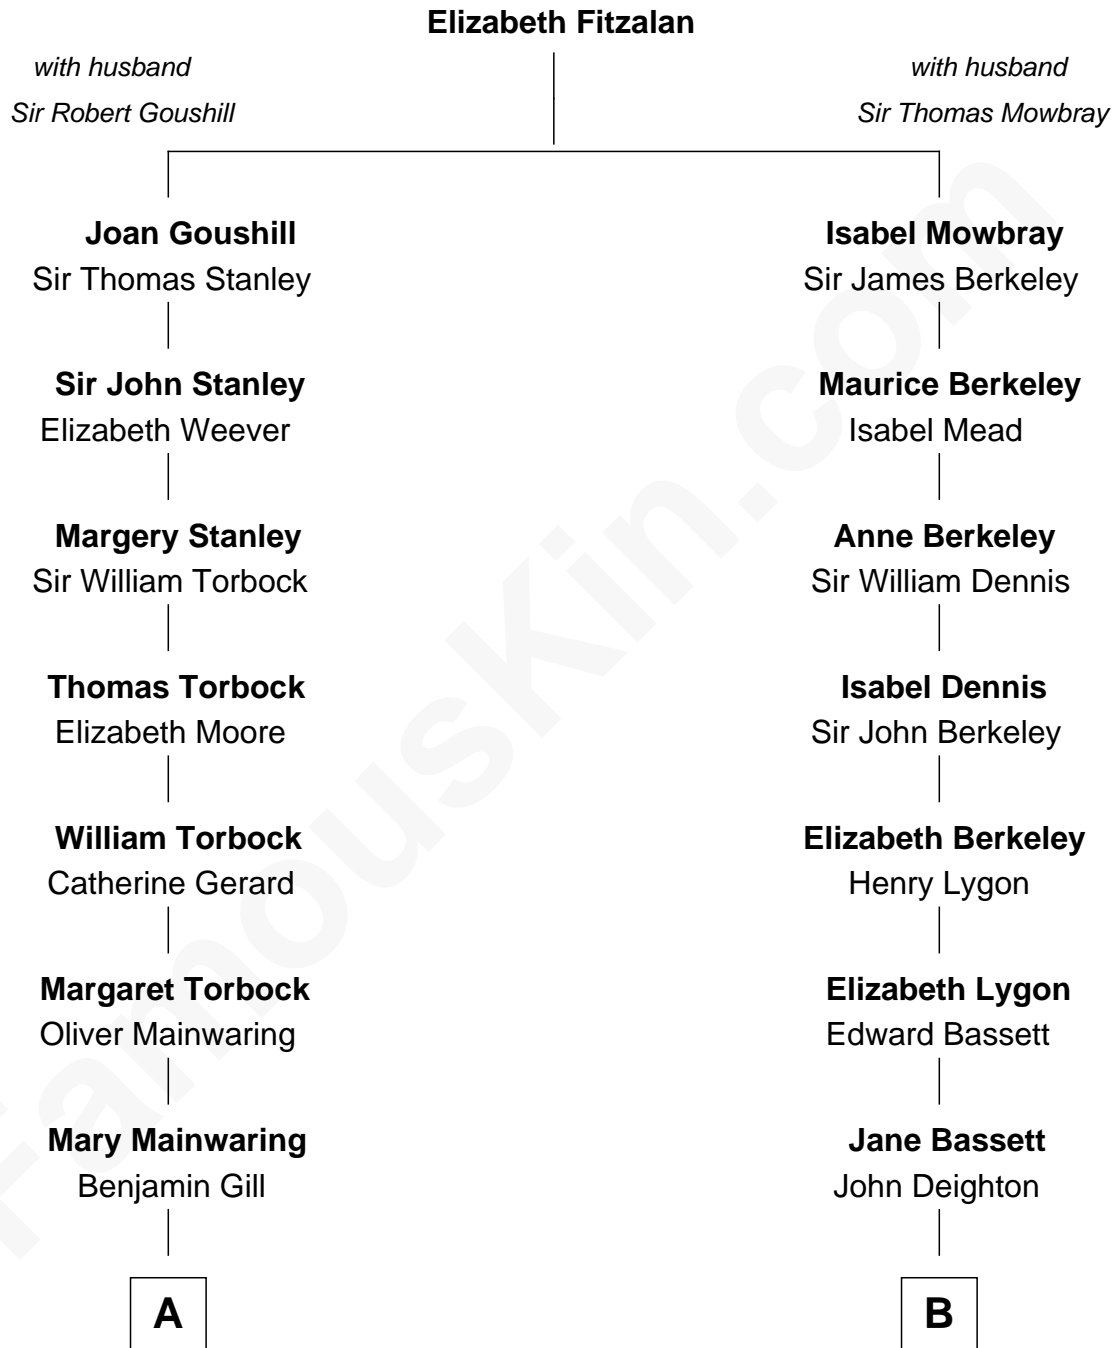 Elizabeth Fitzalan
with husband
Sir Robert Goushill
with husband
Sir Thomas Mowbray
Joan Goushill
Sir Thomas Stanley
Sir John Stanley
Elizabeth Weever
Margery Stanley
Sir William Torbock
Thomas Torbock
Elizabeth Moore
William Torbock
Catherine Gerard
Margaret Torbock
Oliver Mainwaring
Mary Mainwaring
Benjamin Gill
A
Isabel Mowbray
Sir James Berkeley
Maurice Berkeley
Isabel Mead
Anne Berkeley
Sir William Dennis
Isabel Dennis
Sir John Berkeley
Elizabeth Berkeley
Henry Lygon
Elizabeth Lygon
Edward Bassett
Jane Bassett
John Deighton
B
FamousKin.com